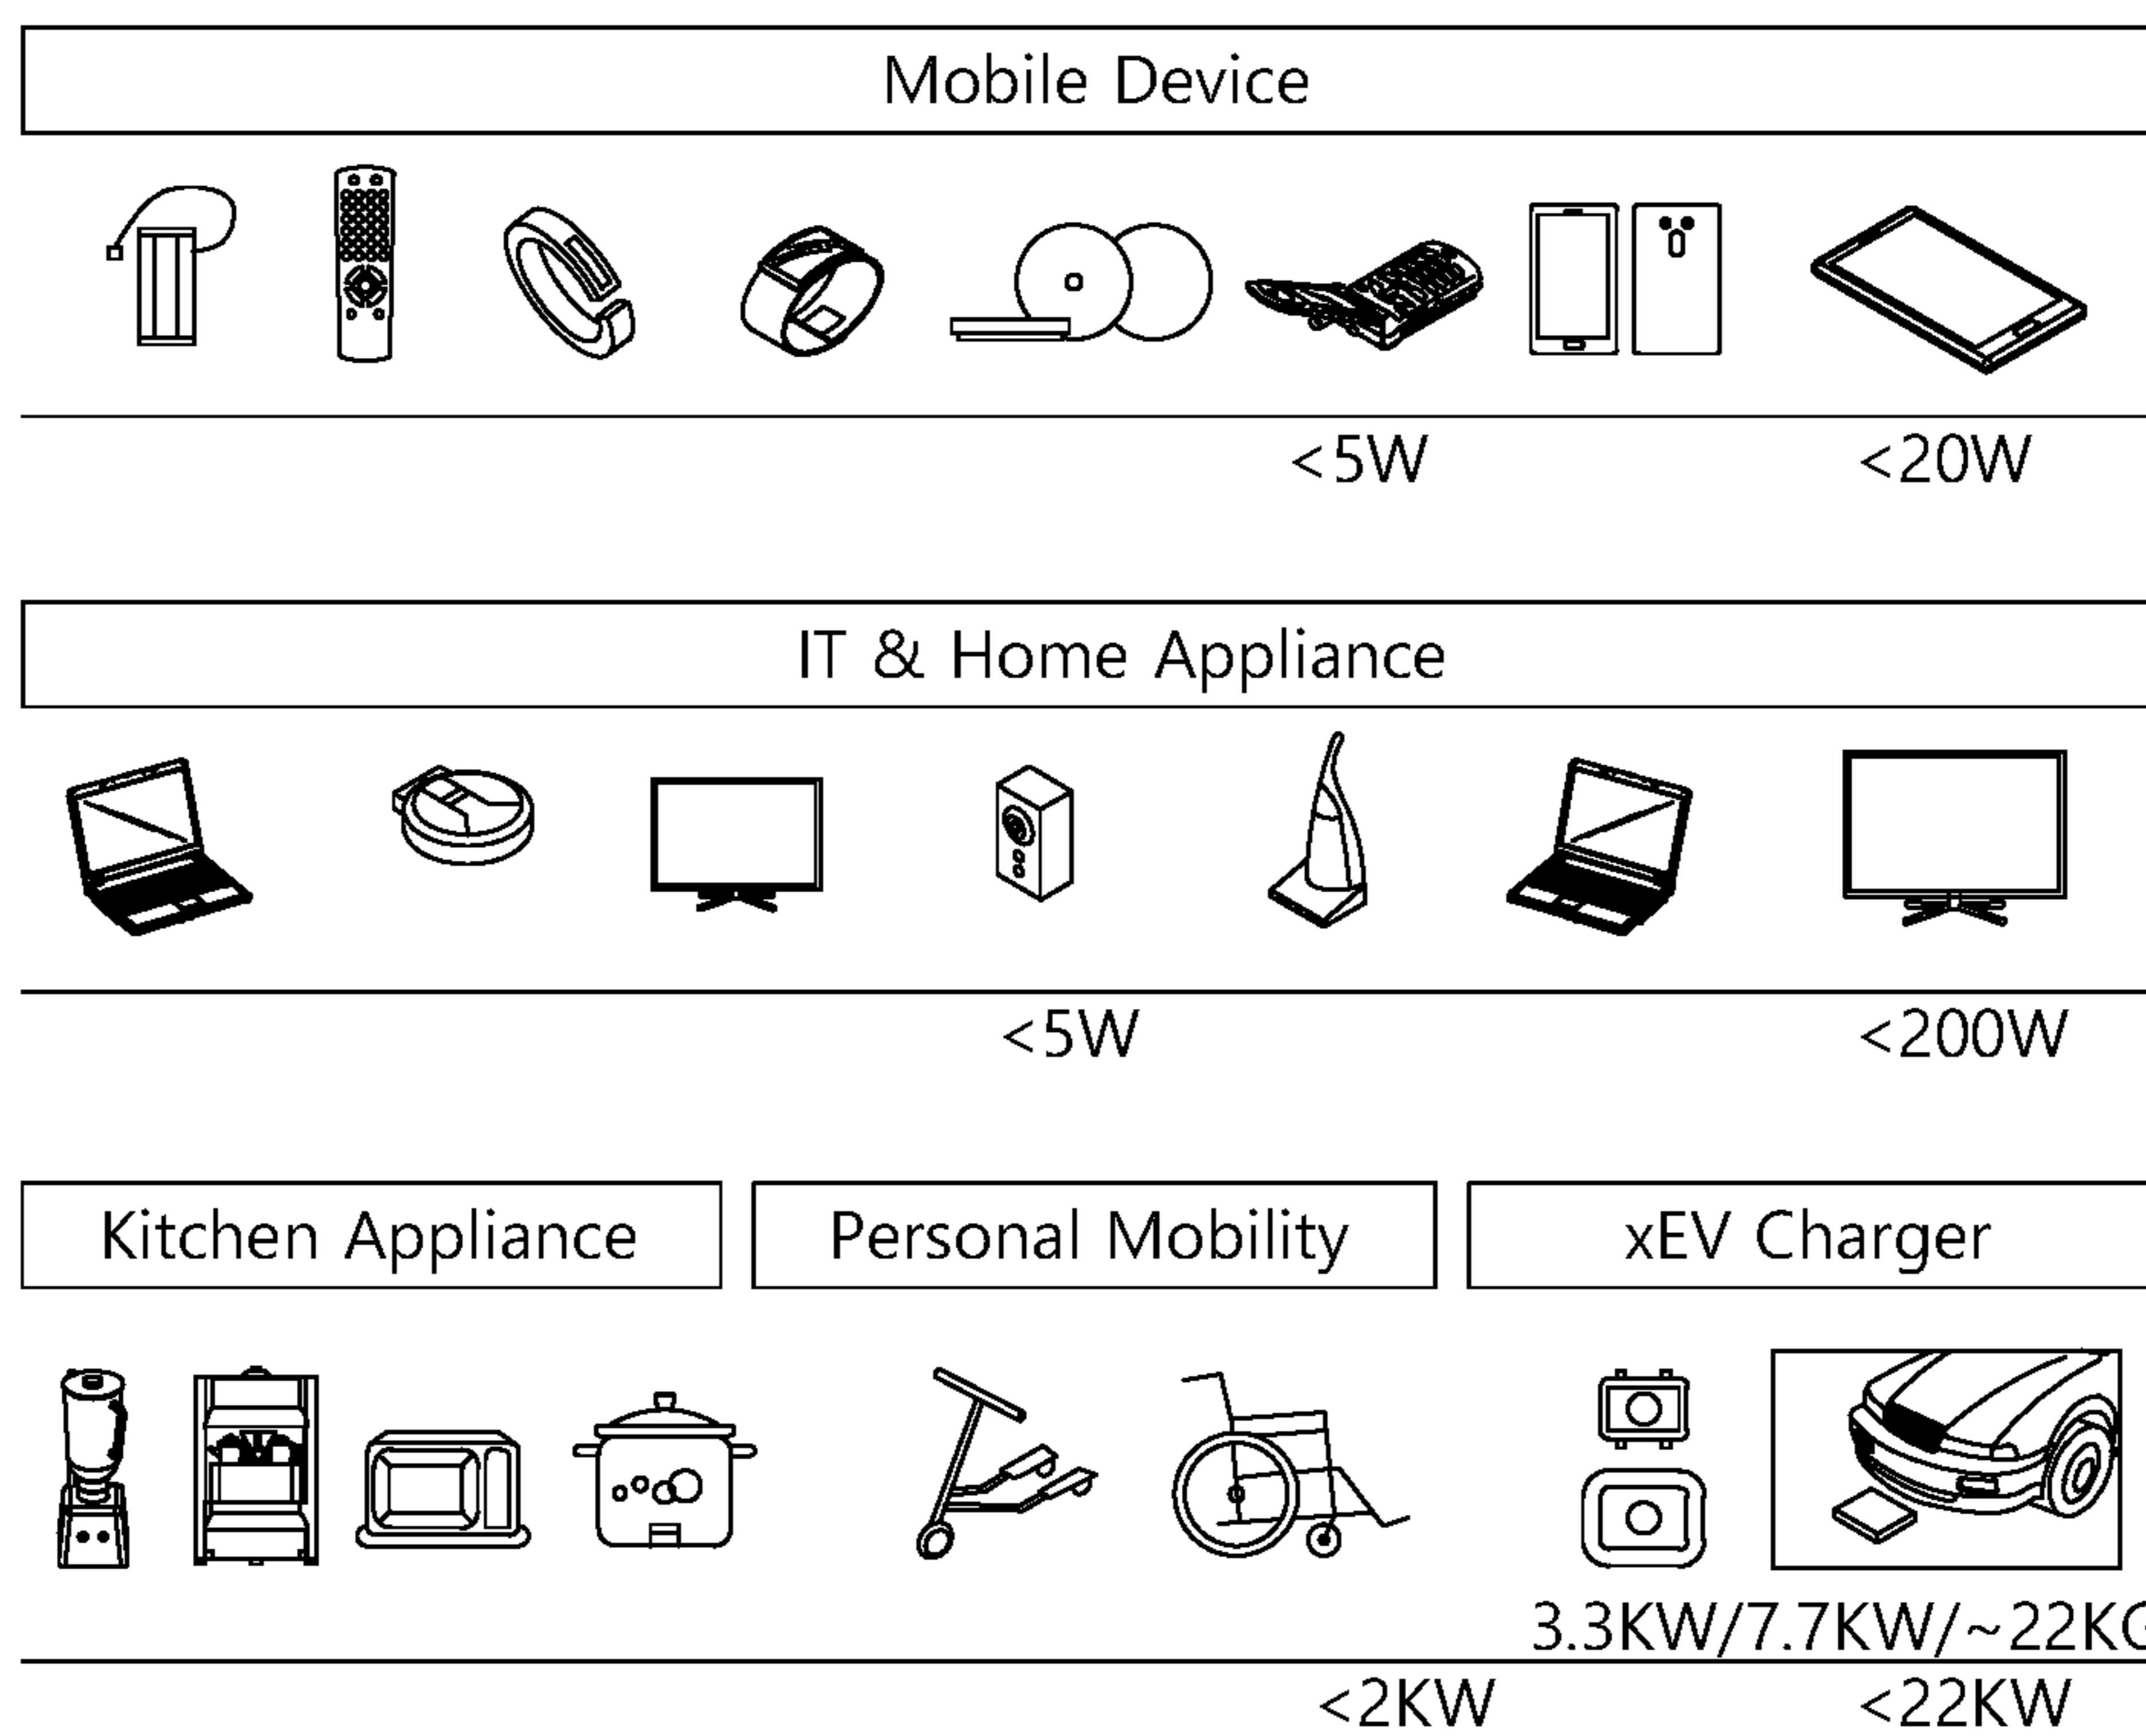 Mobile Device
<5W <20W
IT & Home Appliance
<5W <200W
Kitchen Appliance Personal Mobility xEV Charger
3.3KW/7.7KW/~22KG
<2KW <22KW